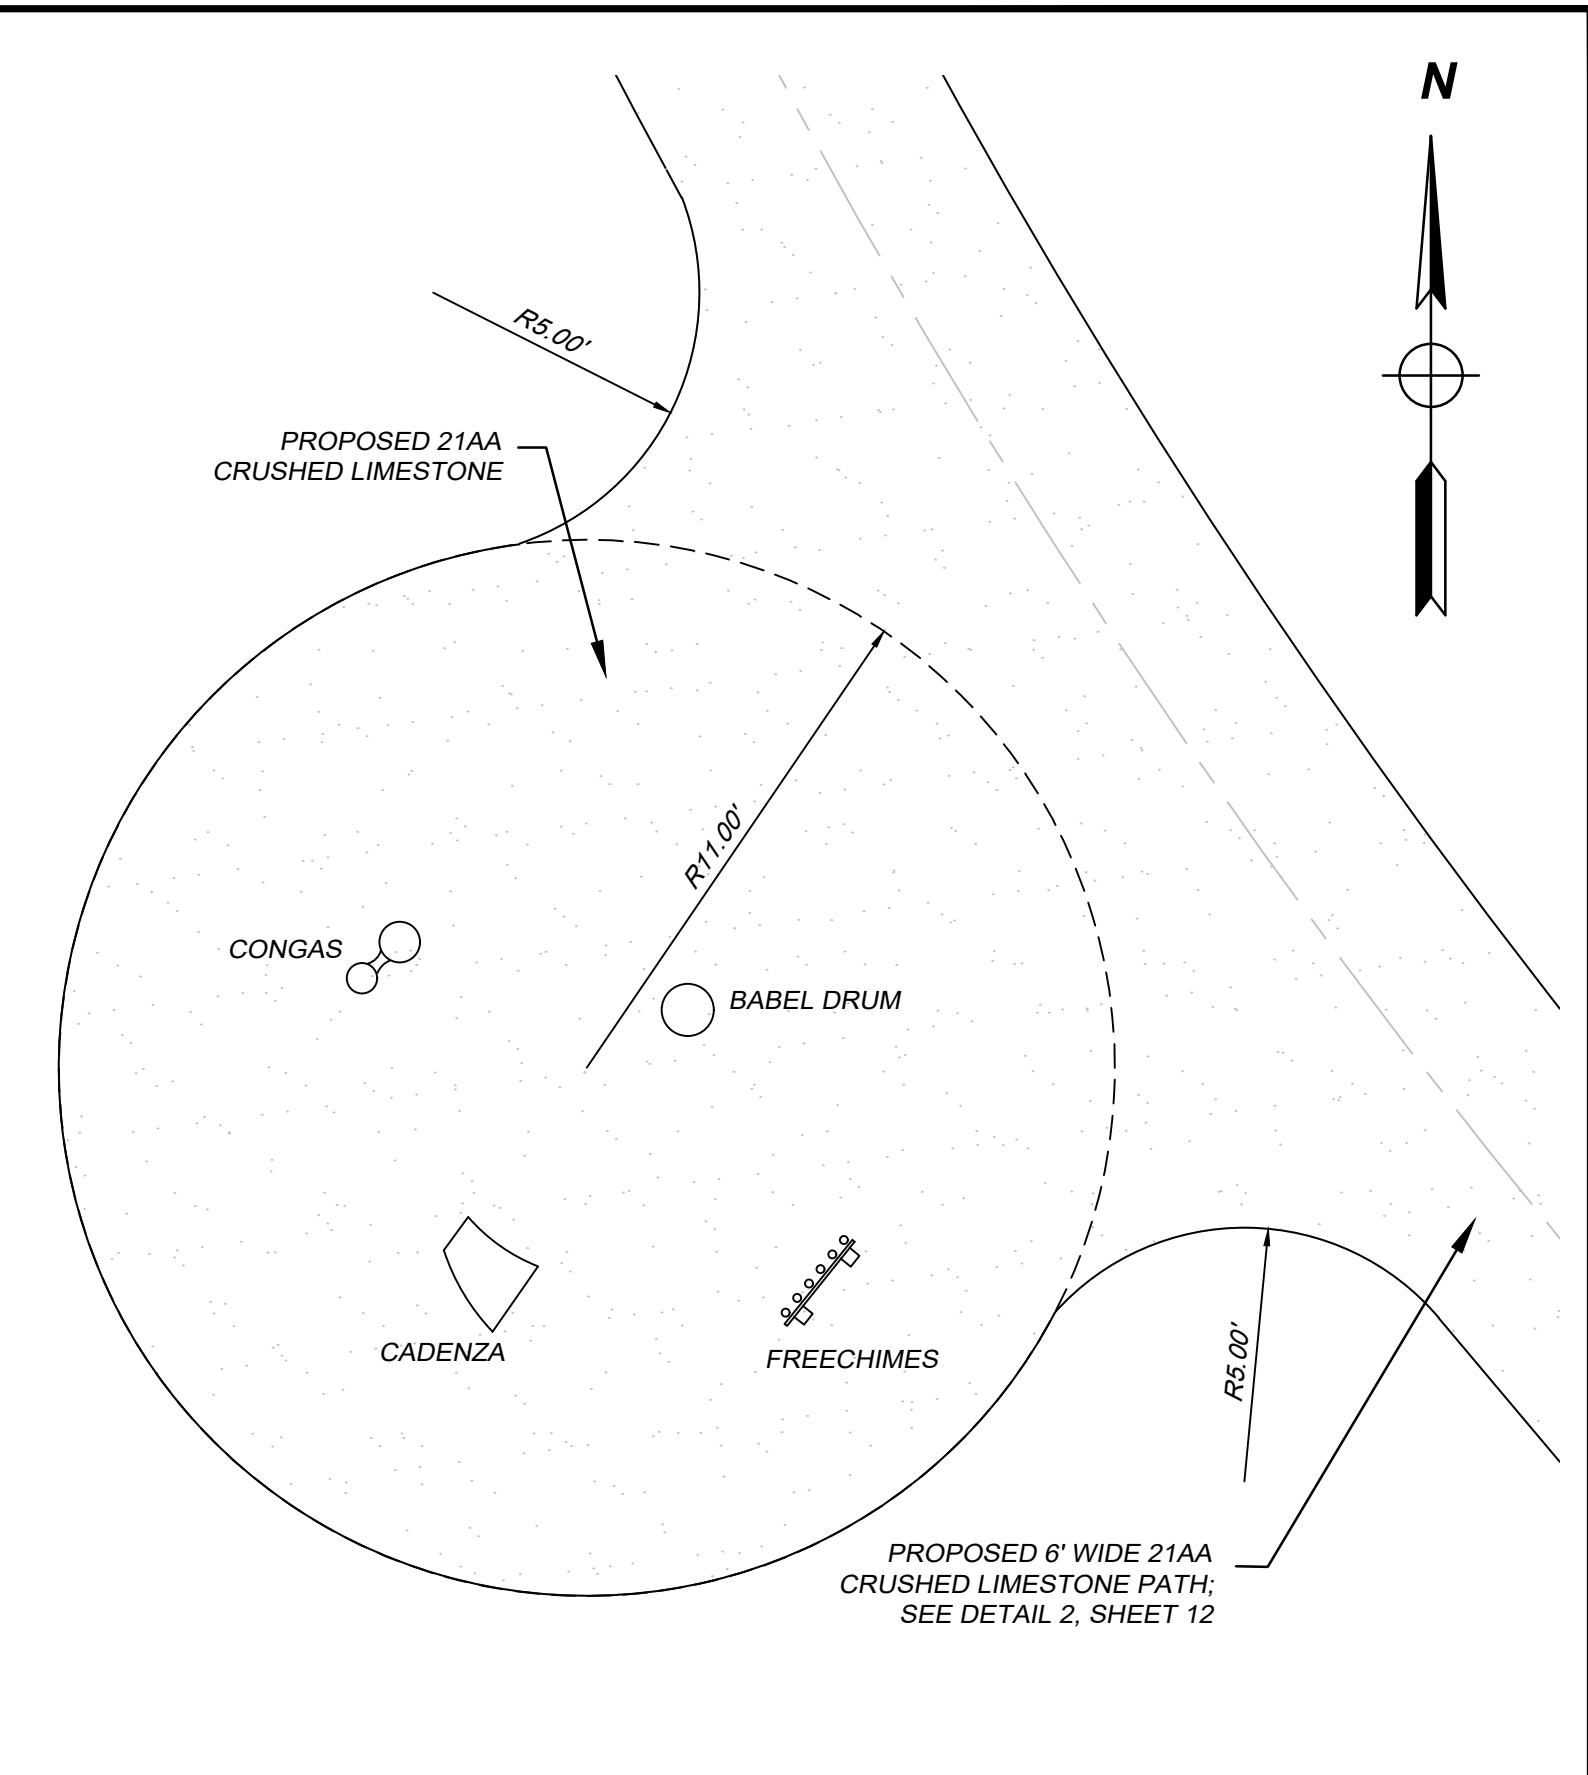 N
R5.00'
PROPOSED 21AA
CRUSHED LIMESTONE
R11.00'
CONGAS
BABEL DRUM
CADENZA
FREECHIMES
R5.00'
PROPOSED 6' WIDE 21AA
CRUSHED LIMESTONE PATH;
SEE DETAIL 2, SHEET 12